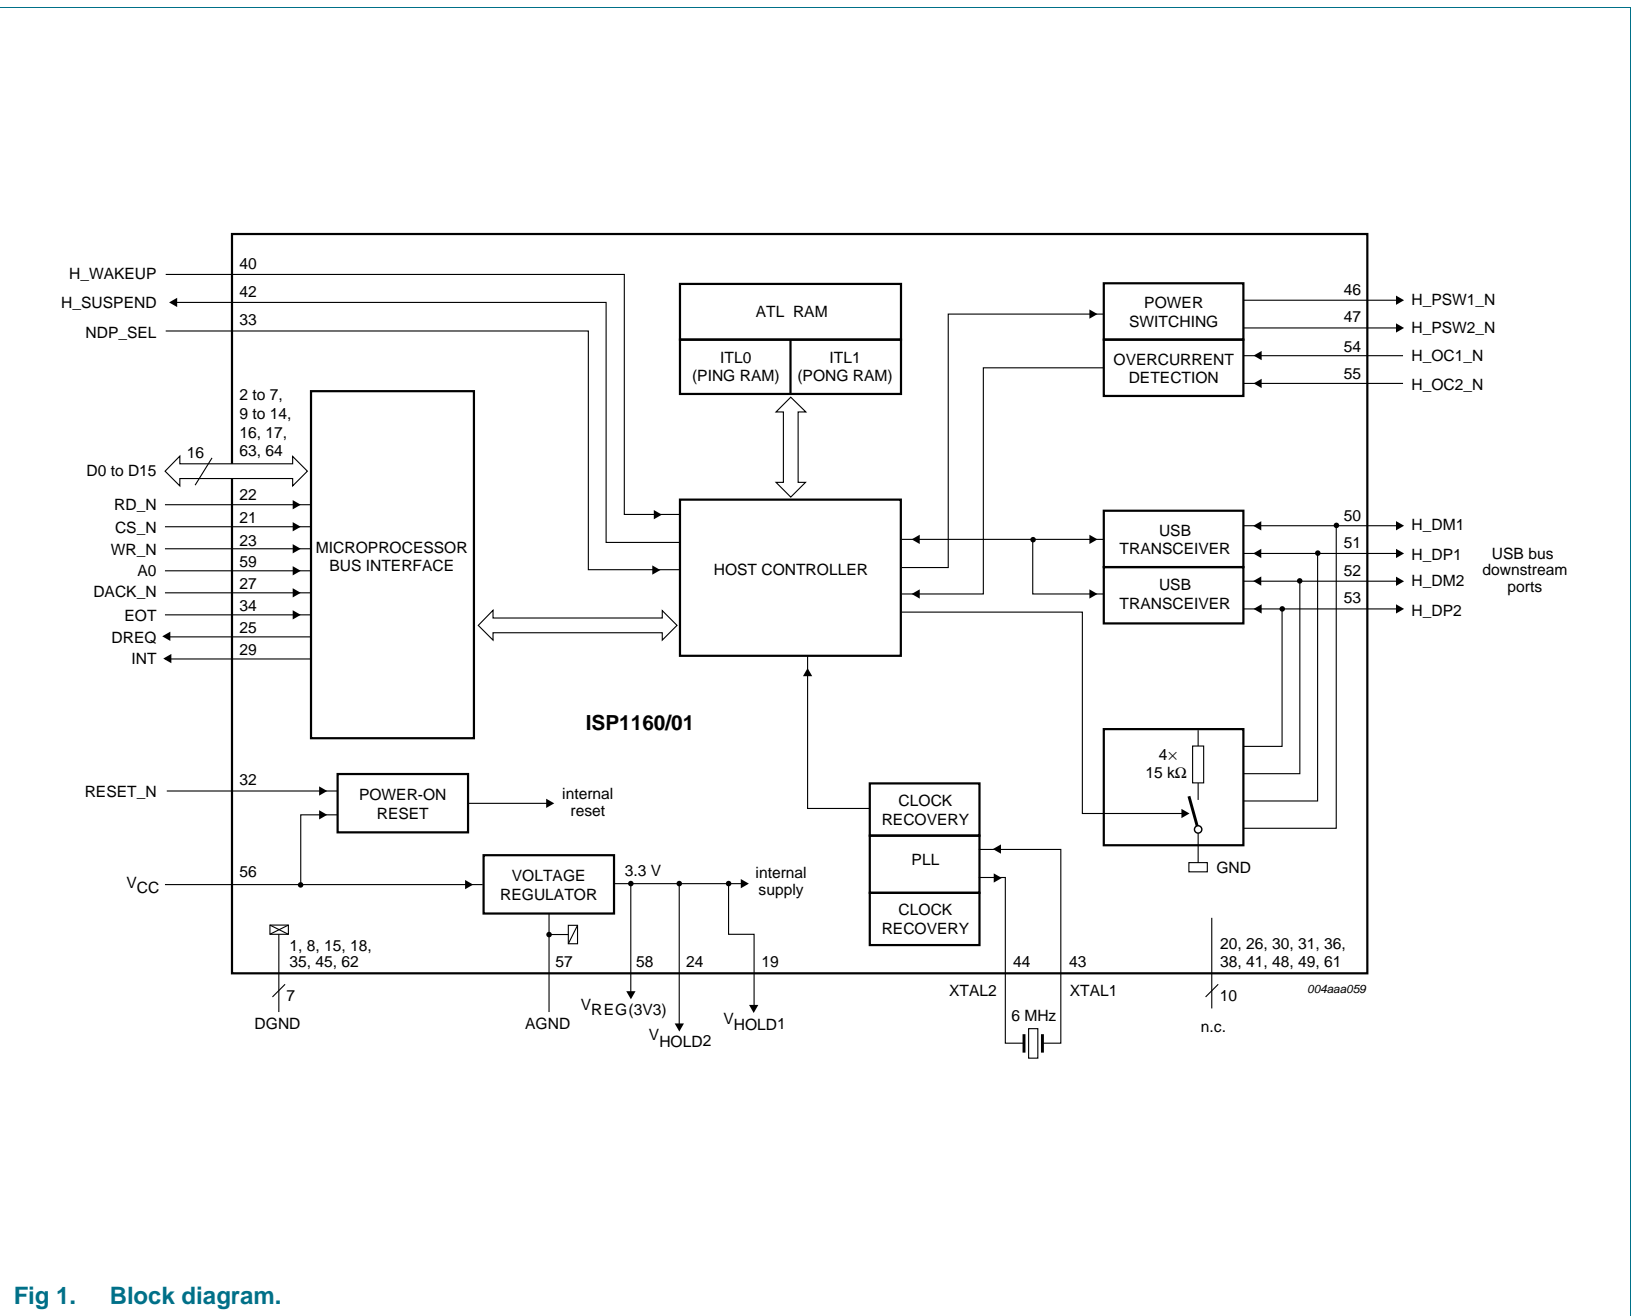 H_WAKEUP
40
H_SUSPEND
42
NDP_SEL
33
2 to 7,
9 to 14,
16, 17,
63, 64
D0 to D15
16
RD_N
22
CS_N
21
WR_N
23
A0
59
DACK_N
27
EOT
34
DREQ
25
INT
29
MICROPROCESSOR
BUS INTERFACE
ATL RAM
ITL0
(PING RAM)
ITL1
(PONG RAM)
HOST CONTROLLER
POWER
SWITCHING
OVERCURRENT
DETECTION
46
H_PSW1_N
47
H_PSW2_N
54
H_OC1_N
55
H_OC2_N
USB
TRANSCEIVER
USB
TRANSCEIVER
50
H_DM1
51
H_DP1
52
H_DM2
53
H_DP2
USB bus
downstream
ports
ISP1160/01
4×
15 kΩ
GND
RESET_N
32
POWER-ON
RESET
internal
reset
VCC
56
VOLTAGE
REGULATOR
3.3 V
internal
supply
CLOCK
RECOVERY
PLL
CLOCK
RECOVERY
1, 8, 15, 18,
35, 45, 62
7
DGND
57
AGND
58
VREG(3V3)
24
VHOLD2
19
VHOLD1
44
43
XTAL2
XTAL1
6 MHz
20, 26, 30, 31, 36,
38, 41, 48, 49, 61
10
n.c.
004aaa059
Fig 1. Block diagram.